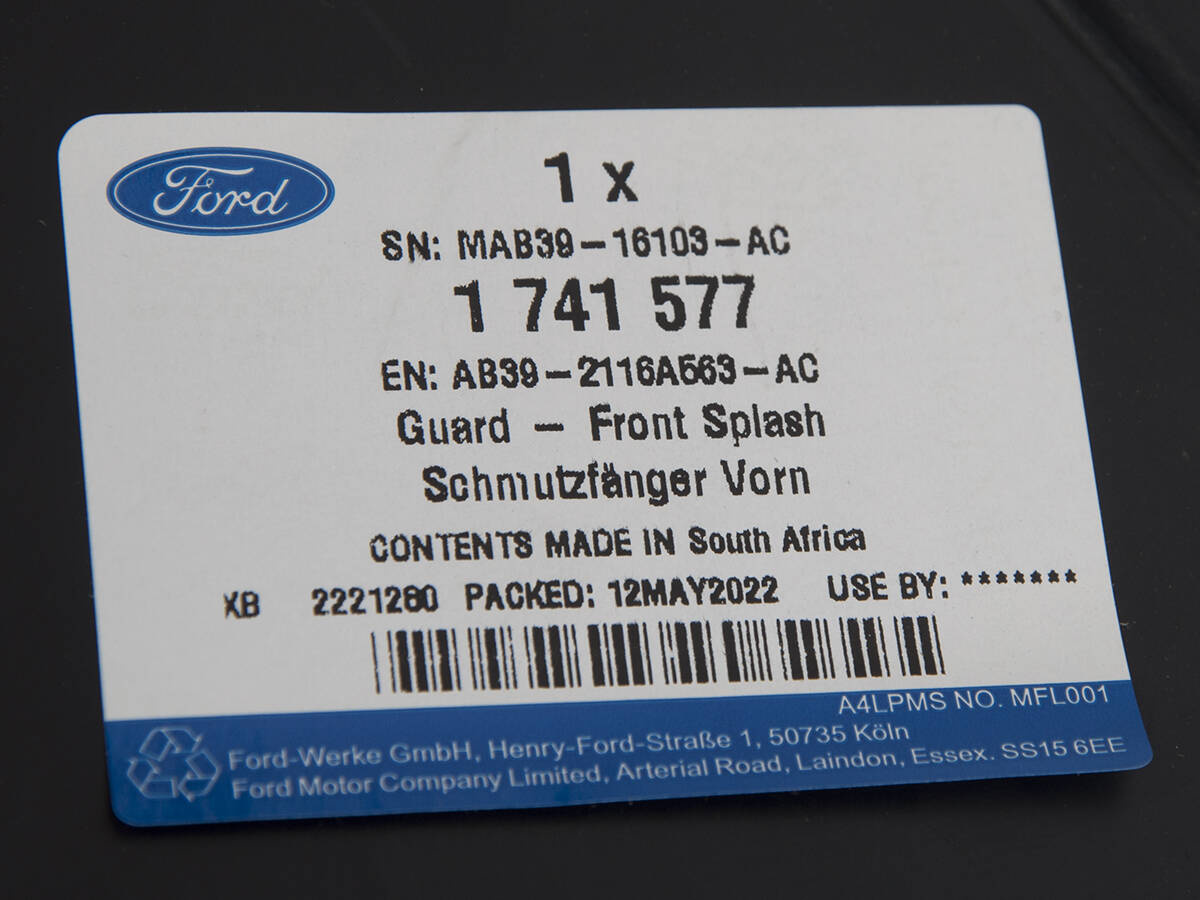 Ford
1 x
SN: MAB39-16103-AC
1 741 577
EN: AB39-2116A563-AC
Guard - Front Splash
Schmutzfänger Vorn
CONTENTS MADE IN South Africa
XB 2221280 PACKED: 12MAY2022 USE BY: *******
A4LPMS NO. MFL001
Ford-Werke GmbH, Henry-Ford-Straße 1, 50735 Köln
Ford Motor Company Limited, Arterial Road, Laindon, Essex. SS15 6EE